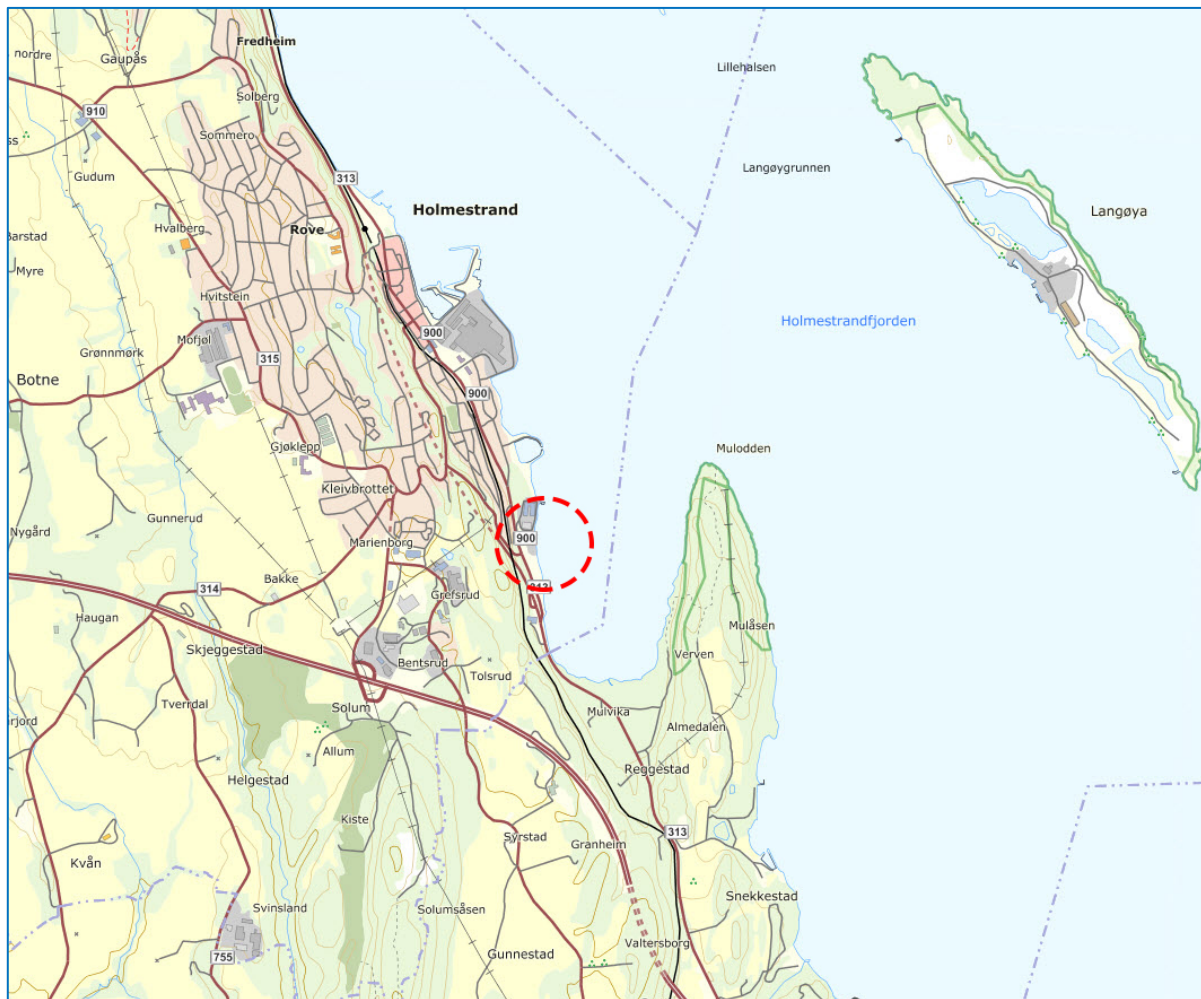 Fredheim
nordre
Gaupås
Lillehalsen
Solberg
910
Sommero
Langøygrunnen
Gudum
313
Holmestrand
Langøya
Hvalberg
Rove
Barstad
Myre
Hvitstein
Holmestrandfjorden
900
Mofjøl
Grønnmørk
315
Botne
900
Gjøklepp
Mulodden
Kleivbrottet
Gunnerud
Nygård
900
Marienborg
Bakke
314
313
Grefsrud
Haugan
Mulåsen
Skjeggestad
Verven
Bentsrud
Tolsrud
Tverrdal
Solum
Mulvika
Almedalen
Allum
Reggestad
Helgestad
Kiste
Syrstad
313
Granheim
Kvån
Snekkestad
Svinsland
Solumsåsen
Valtersborg
755
Gunnestad